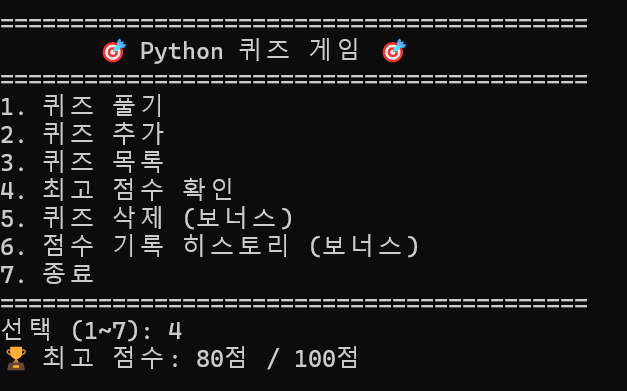 ==========================================
🎯 Python 퀴즈 게임 🎯
==========================================
1. 퀴즈 풀기
2. 퀴즈 추가
3. 퀴즈 목록
4. 최고 점수 확인
5. 퀴즈 삭제 (보너스)
6. 점수 기록 히스토리 (보너스)
7. 종료
==========================================
선택 (1~7): 4
🏆 최고 점수: 80점 / 100점